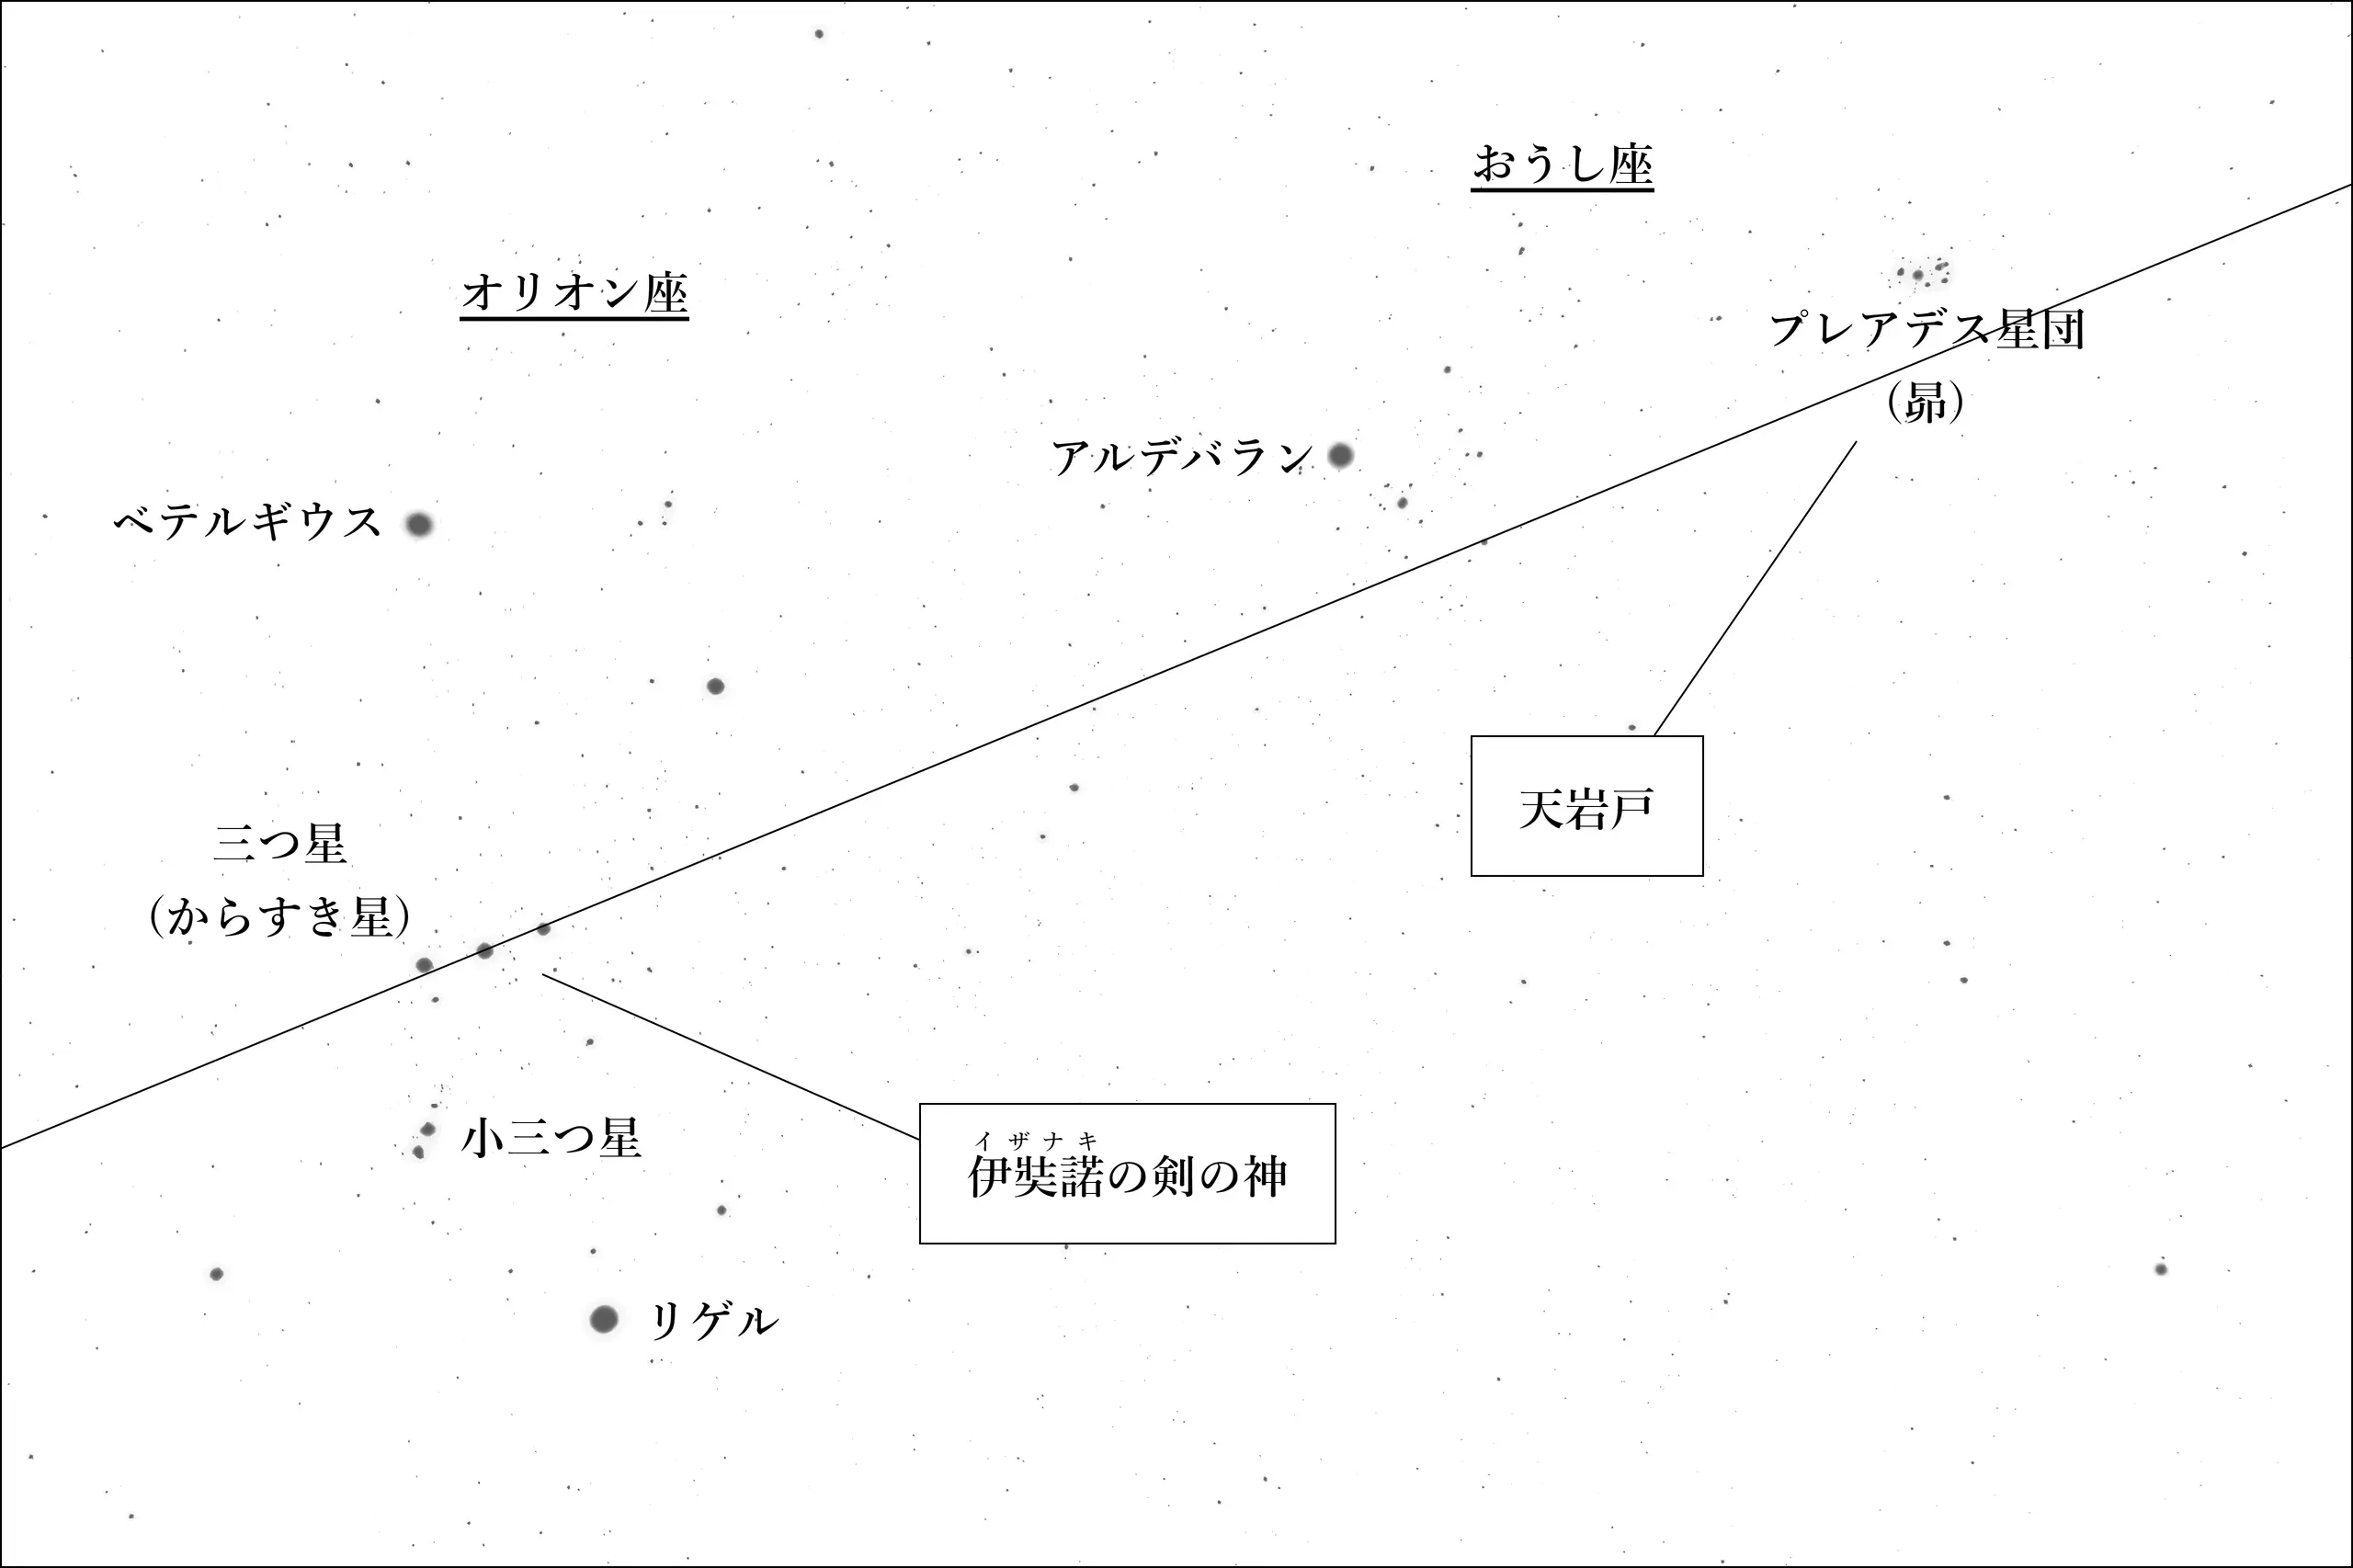 おうし座
オリオン座
プレアデス星団
（昴）
アルデバラン
ベテルギウス
天岩戸
三つ星
（からすき星）
小三つ星
イザナキ
伊奘諾の剣の神
リゲル